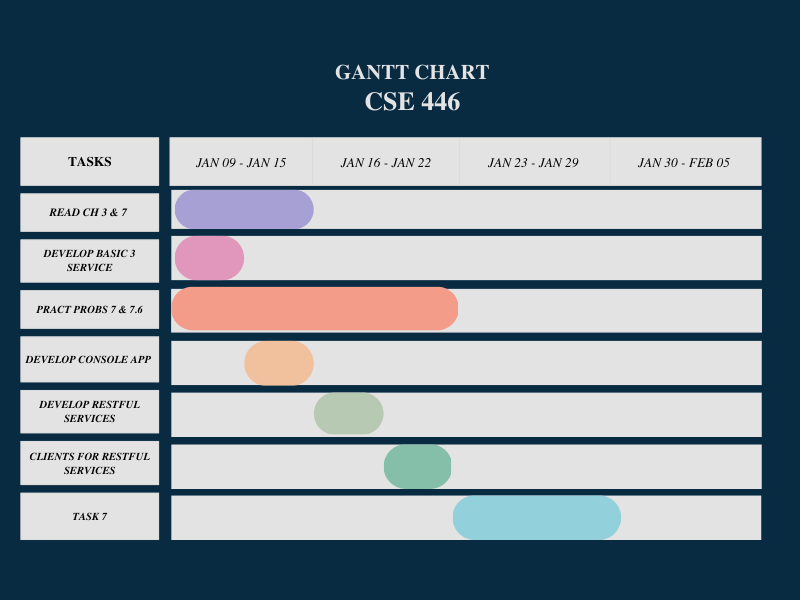 GANTT CHART
CSE 446
TASKS
JAN 09 - JAN 15
JAN 16 - JAN 22
JAN 23 - JAN 29
JAN 30 - FEB 05
READ CH 3 & 7
DEVELOP BASIC 3
SERVICE
PRACT PROBS 7 & 7.6
DEVELOP CONSOLE APP
DEVELOP RESTFUL
SERVICES
CLIENTS FOR RESTFUL
SERVICES
TASK 7